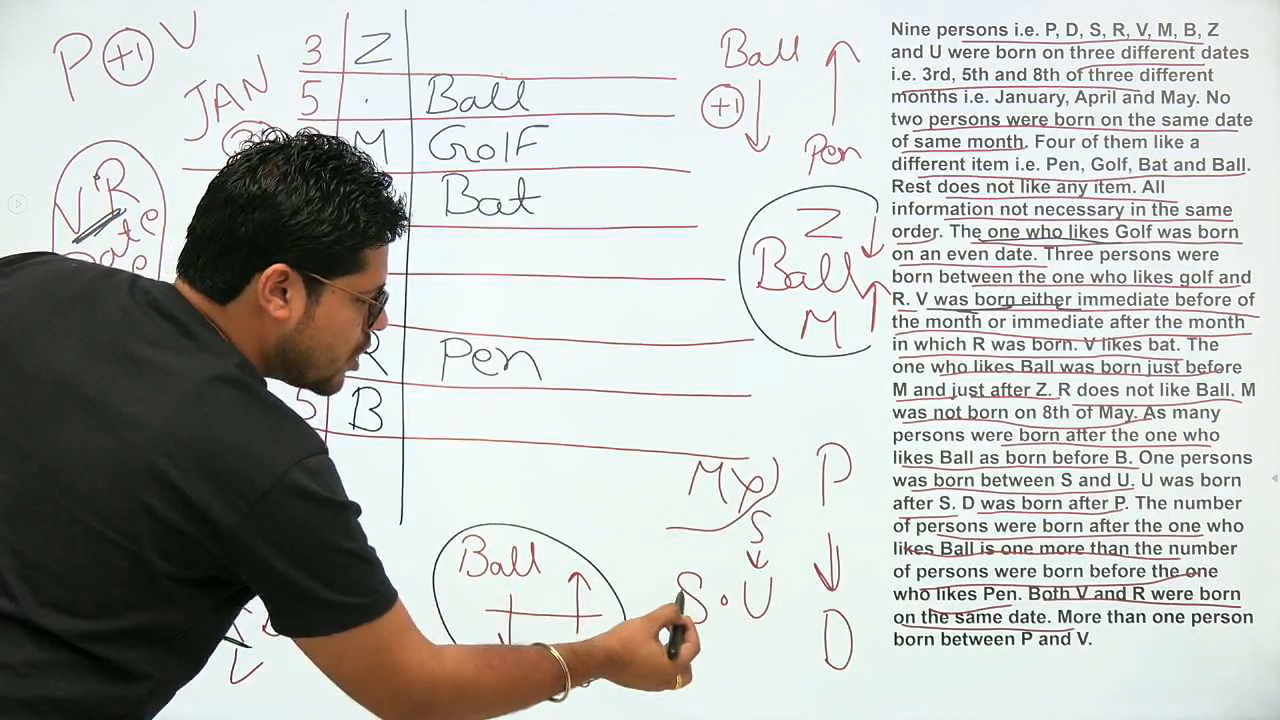 P +1 V
JAN
3 Z
5 . Ball
M Golf
Bat
R Pen
5 B
V R
Date
Ball
+1
Pen
Z
Ball
M
Ball
S
S . U
P
D
Nine persons i.e. P, D, S, R, V, M, B, Z
and U were born on three different dates
i.e. 3rd, 5th and 8th of three different
months i.e. January, April and May. No
two persons were born on the same date
of same month. Four of them like a
different item i.e. Pen, Golf, Bat and Ball.
Rest does not like any item. All
information not necessary in the same
order. The one who likes Golf was born
on an even date. Three persons were
born between the one who likes golf and
R. V was born either immediate before of
the month or immediate after the month
in which R was born. V likes bat. The
one who likes Ball was born just before
M and just after Z. R does not like Ball. M
was not born on 8th of May. As many
persons were born after the one who
likes Ball as born before B. One persons
was born between S and U. U was born
after S. D was born after P. The number
of persons were born after the one who
likes Ball is one more than the number
of persons were born before the one
who likes Pen. Both V and R were born
on the same date. More than one person
born between P and V.